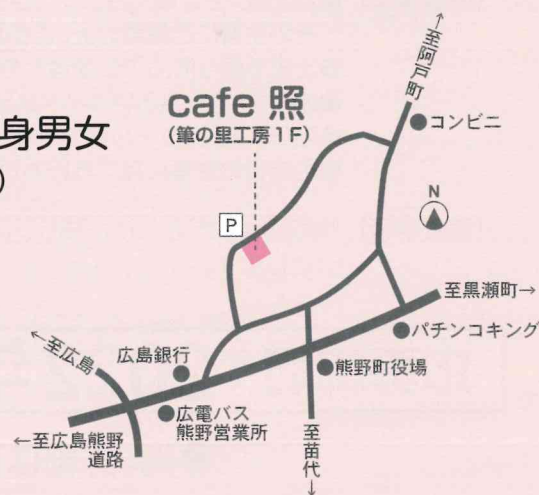 身男女
)
cafe 照
(筆の里工房1F)
至阿戸町→
コンビニ
P
N
至黒瀬町→
パチンコキング
←至広島
広島銀行
熊野町役場
広電バス
熊野営業所
←至広島熊野
道路
至苗代→